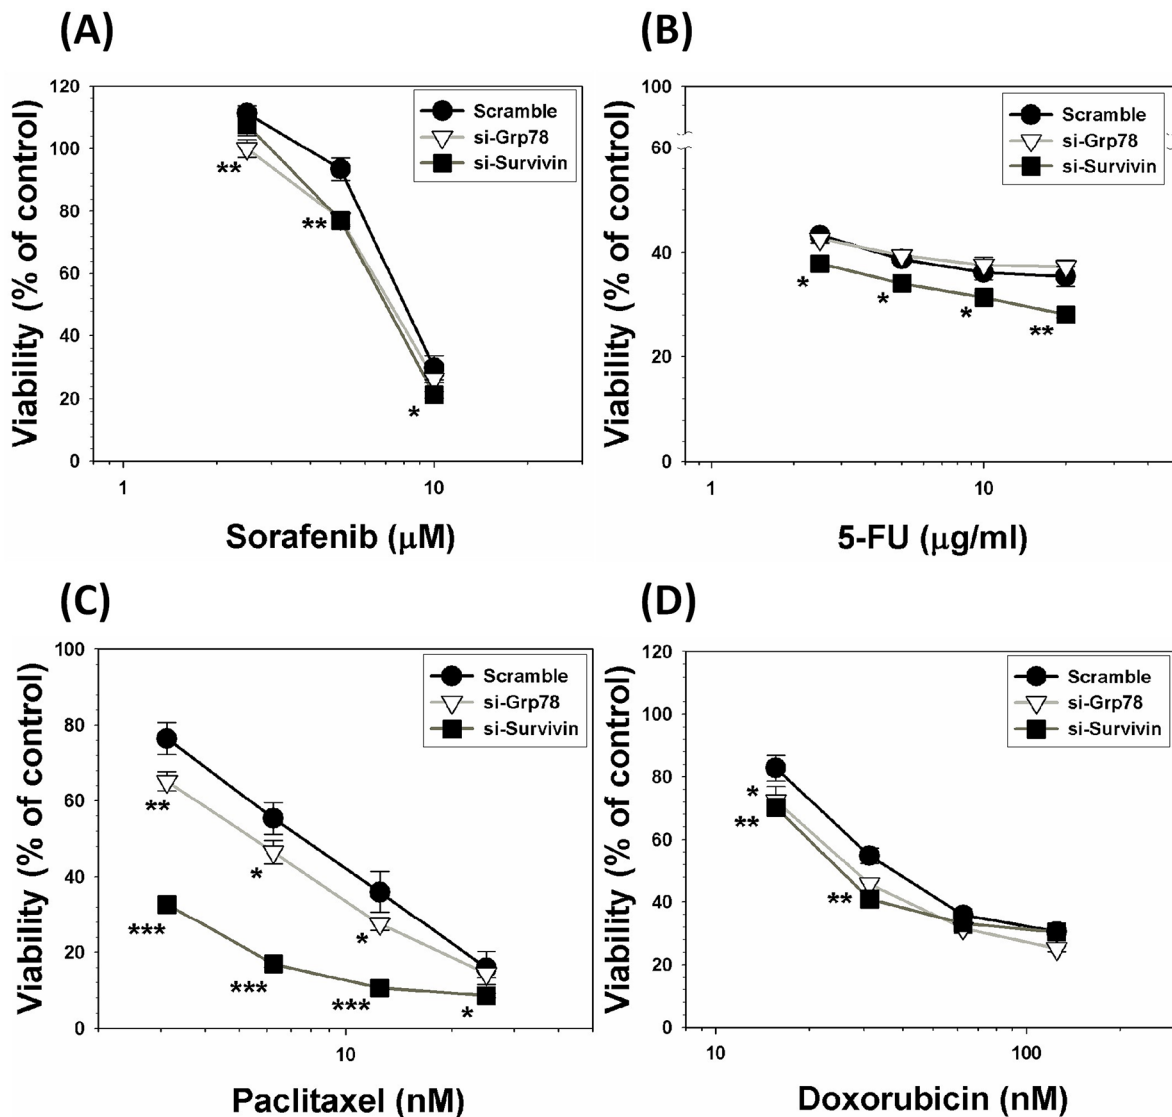 (A)
Viability (% of control)
120
100
80
60
40
20
0
Scramble
si-Grp78
si-Survivin
**
**
*
1
10
Sorafenib (μM)
(B)
Viability (% of control)
100
60
40
20
0
Scramble
si-Grp78
si-Survivin
*
*
*
**
1
10
5-FU (μg/ml)
(C)
Viability (% of control)
100
80
60
40
20
0
Scramble
si-Grp78
si-Survivin
**
*
*
***
***
***
*
10
Paclitaxel (nM)
(D)
Viability (% of control)
120
100
80
60
40
20
0
Scramble
si-Grp78
si-Survivin
*
**
**
10
100
Doxorubicin (nM)